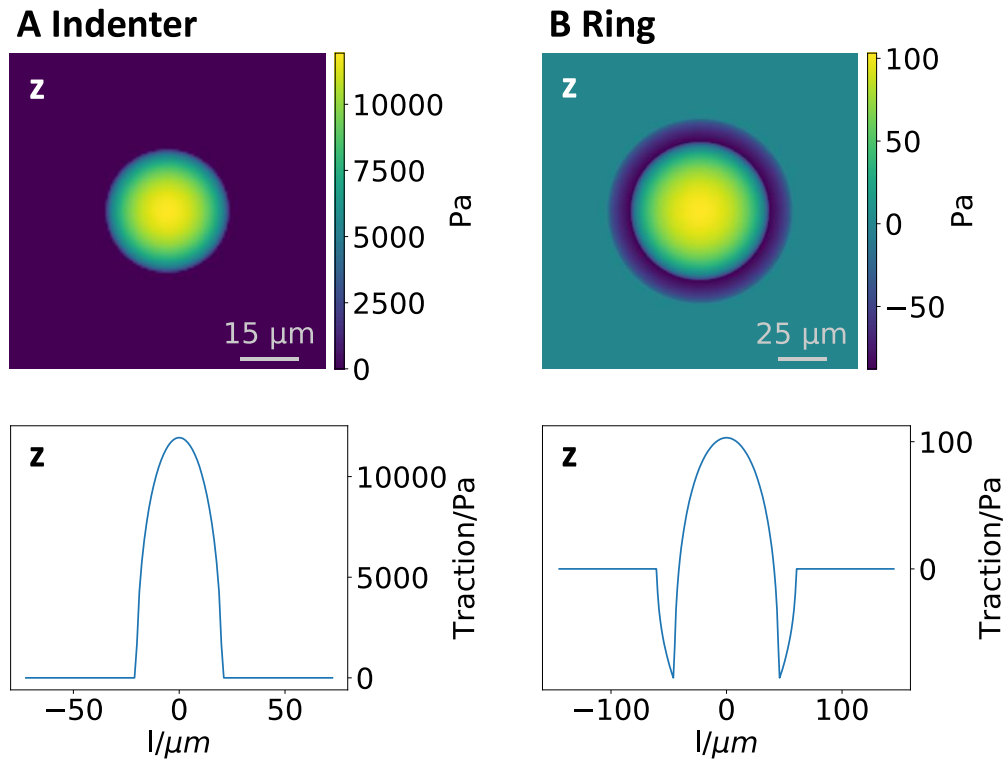 A Indenter
z
10000
7500
5000
2500
0
Pa
15 μm
B Ring
z
100
50
0
−50
Pa
25 μm
z
10000
5000
0
Traction/Pa
−50 0 50
l/μm
z
100
0
Traction/Pa
−100 0 100
l/μm